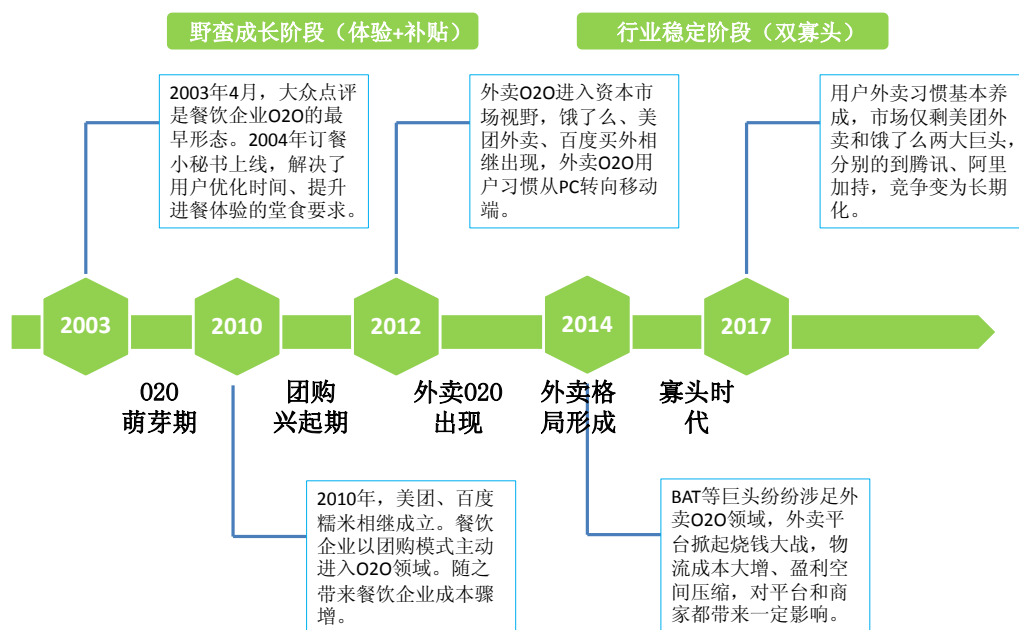 野蛮成长阶段（体验+补贴）
行业稳定阶段（双寡头）
2003年4月，大众点评
是餐饮企业O2O的最
早形态。2004年订餐
小秘书上线，解决了
用户优化时间、提升
进餐体验的堂食要求。
外卖O2O进入资本市
场视野，饿了么、美
团外卖、百度买外相
继出现，外卖O2O用
户习惯从PC转向移动
端。
用户外卖习惯基本养
成，市场仅剩美团外
卖和饿了么两大巨头，
分别的到腾讯、阿里
加持，竞争变为长期
化。
2003
2010
2012
2014
2017
O2O
萌芽期
团购
兴起期
外卖O2O
出现
外卖格
局形成
寡头时
代
2010年，美团、百度
糯米相继成立。餐饮
企业以团购模式主动
进入O2O领域。随之
带来餐饮企业成本骤
增。
BAT等巨头纷纷涉足外
卖O2O领域，外卖平
台掀起烧钱大战，物
流成本大增、盈利空
间压缩，对平台和商
家都带来一定影响。